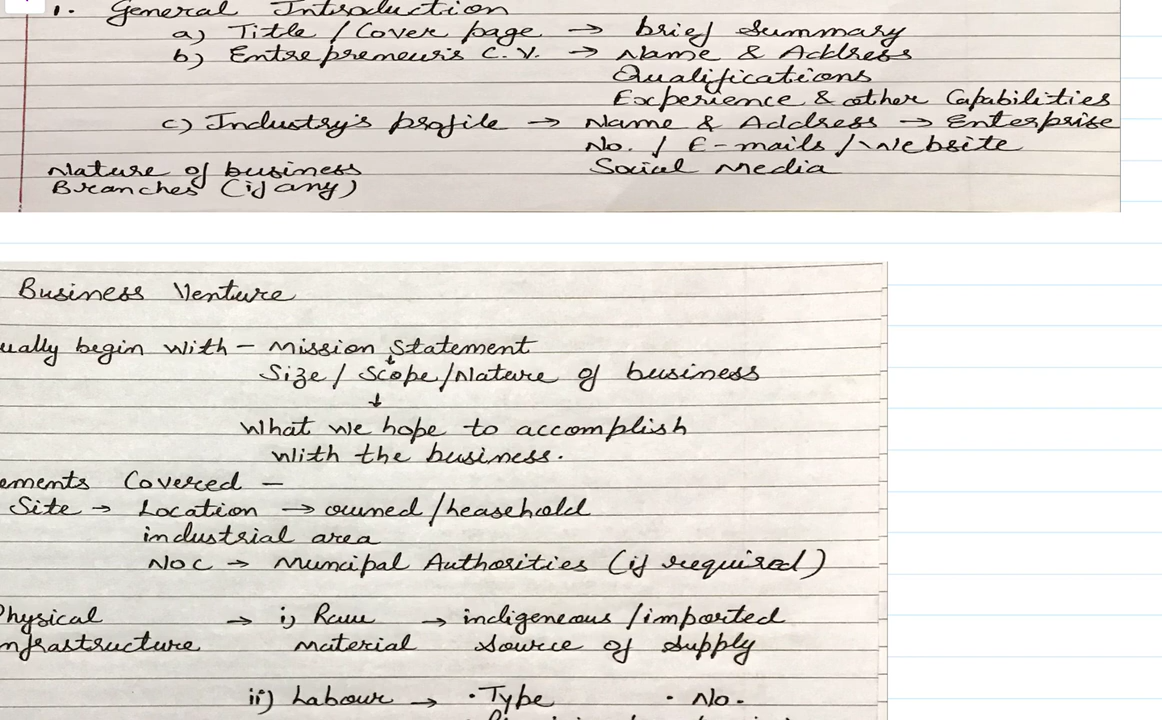 1. General Introduction
a) Title / Cover page → brief Summary
b) Entrepreneur's C.V. → Name & Address
Qualifications
Experience & other Capabilities
c) Industry's profile → Name & Address → Enterprise
No. / E-mails / Website
Nature of business Social Media
Branches (if any)
Business Venture
ually begin with - Mission Statement
Size / Scope/Nature of business
↓
What we hope to accomplish
With the business.
ements Covered -
Site → Location → owned/heasehold
industrial area
NOC → Muncipal Authorities (if required)
Physical → i) Raw → indigeneous /imported
nfrastructure material source of supply
ii) Labour → • Type • No.